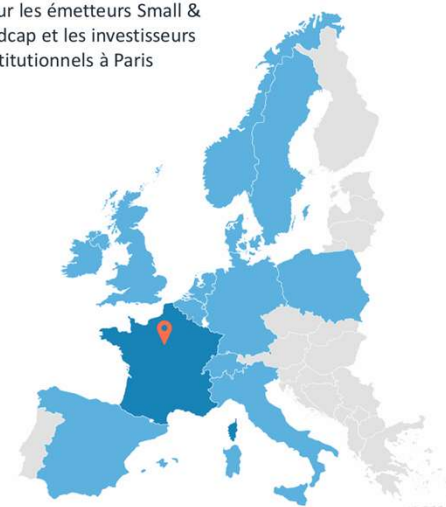 ur les émetteurs Small &
dcap et les investisseurs
titutionnels à Paris